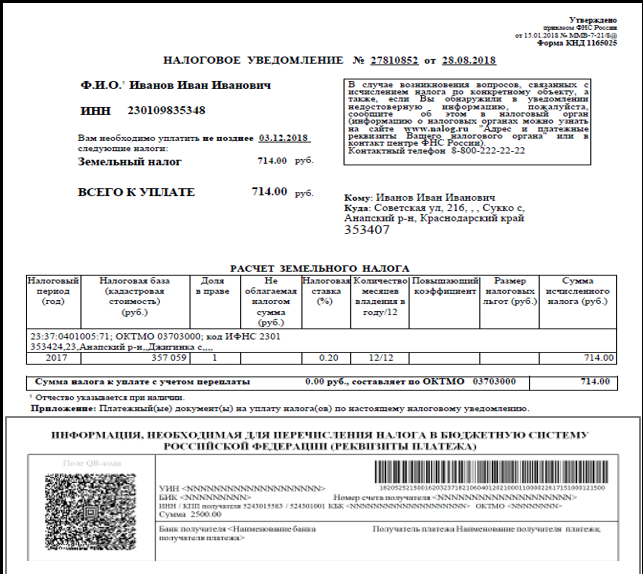 Утверждено
приказом ФНС России
от 15.01.2018 № ММВ-7-21/8@
Форма КНД 1165025
НАЛОГОВОЕ УВЕДОМЛЕНИЕ № 27810852 от 28.08.2018
Ф.И.О.¹ Иванов Иван Иванович
ИНН 230109835348
Вам необходимо уплатить не позднее 03.12.2018
следующие налоги:
Земельный налог 714.00 руб.
ВСЕГО К УПЛАТЕ 714.00 руб.
В случае возникновения вопросов, связанных с
исчислением налога по конкретному объекту, а
также, если Вы обнаружили в уведомлении
недостоверную информацию, пожалуйста,
сообщите об этом в налоговый орган
(информацию о налоговых органах можно узнать
на сайте www.nalog.ru "Адрес и платежные
реквизиты Вашего налогового органа" или в
контакт центре ФНС России).
Контактный телефон 8-800-222-22-22
Кому: Иванов Иван Иванович
Куда: Советская ул, 216, , , Сукко с,
Анапский р-н, Краснодарский край
353407
РАСЧЕТ ЗЕМЕЛЬНОГО НАЛОГА
Налоговый период (год) Налоговая база (кадастровая стоимость) (руб.) Доля в праве Не облагаемая налогом сумма (руб.) Налоговая ставка (%) Количество месяцев владения в году/12 Повышающий коэффициент Размер налоговых льгот (руб.) Сумма исчисленного налога (руб.)
23:37:0401005:71; ОКТМО 03703000; код ИФНС 2301
353424,23,Анапский р-н,,Джигинка с,,,,
2017 357 059 1 0.20 12/12 714.00
Сумма налога к уплате с учетом переплаты 0.00 руб., составляет по ОКТМО 03703000 714.00
¹ Отчество указывается при наличии.
Приложение: Платежный(ые) документ(ы) на уплату налога(ов) по настоящему налоговому уведомлению.
ИНФОРМАЦИЯ, НЕОБХОДИМАЯ ДЛЯ ПЕРЕЧИСЛЕНИЯ НАЛОГА В БЮДЖЕТНУЮ СИСТЕМУ
РОССИЙСКОЙ ФЕДЕРАЦИИ (РЕКВИЗИТЫ ПЛАТЕЖА)
Поле QR-кода
УИН <NNNNNNNNNNNNNNNNNNNN>
БИК <NNNNNNNNN> Номер счета получателя <NNNNNNNNNNNNNNNNNNNN>
ИНН / КПП получателя 5243015583 / 524301001 КБК <NNNNNNNNNNNNNNNNNNNN> ОКТМО <NNNNNNNN>
Сумма 2500.00
Банк получателя <Наименование банка
получателя платежа> Получатель платежа Наименование получателя платежа;